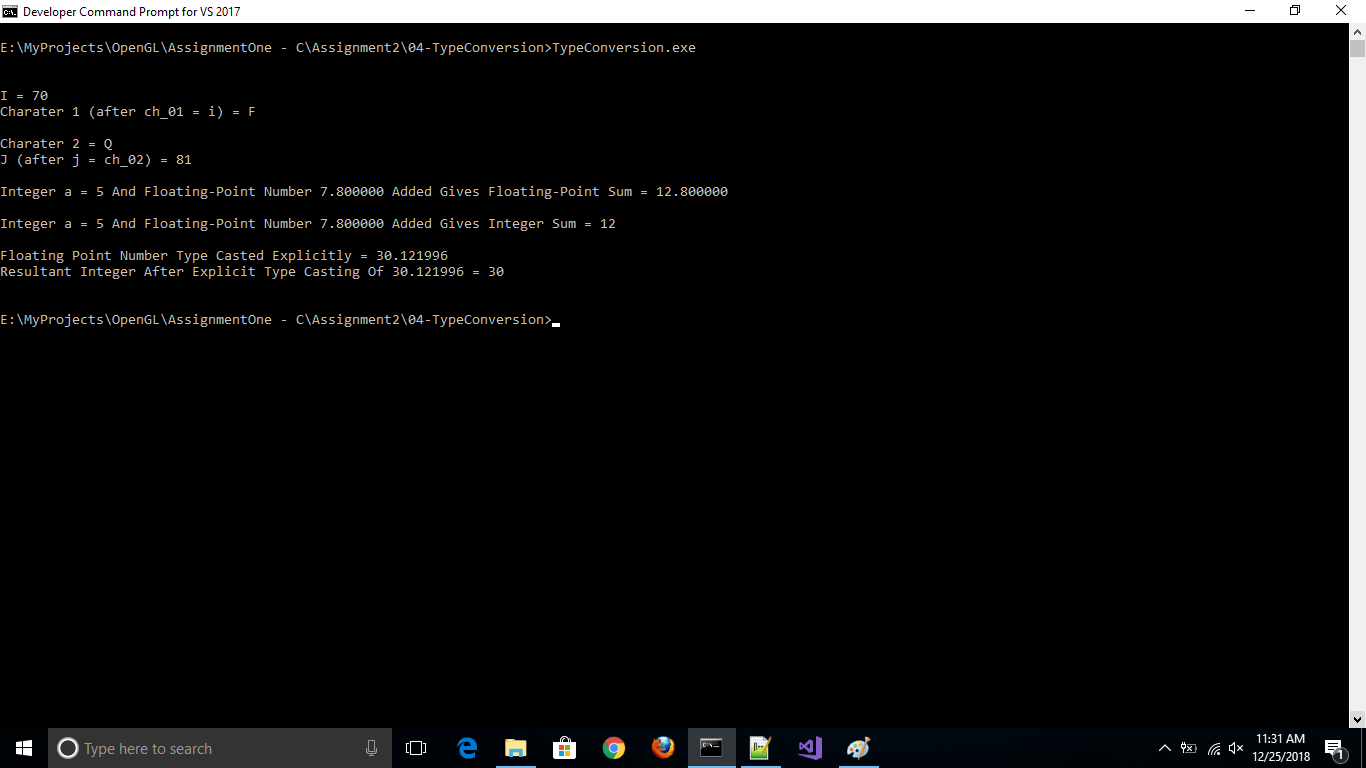 Developer Command Prompt for VS 2017
E:\MyProjects\OpenGL\AssignmentOne - C\Assignment2\04-TypeConversion>TypeConversion.exe
I = 70
Charater 1 (after ch_01 = i) = F
Charater 2 = Q
J (after j = ch_02) = 81
Integer a = 5 And Floating-Point Number 7.800000 Added Gives Floating-Point Sum = 12.800000
Integer a = 5 And Floating-Point Number 7.800000 Added Gives Integer Sum = 12
Floating Point Number Type Casted Explicitly = 30.121996
Resultant Integer After Explicit Type Casting Of 30.121996 = 30
E:\MyProjects\OpenGL\AssignmentOne - C\Assignment2\04-TypeConversion>
Type here to search
11:31 AM
12/25/2018
1